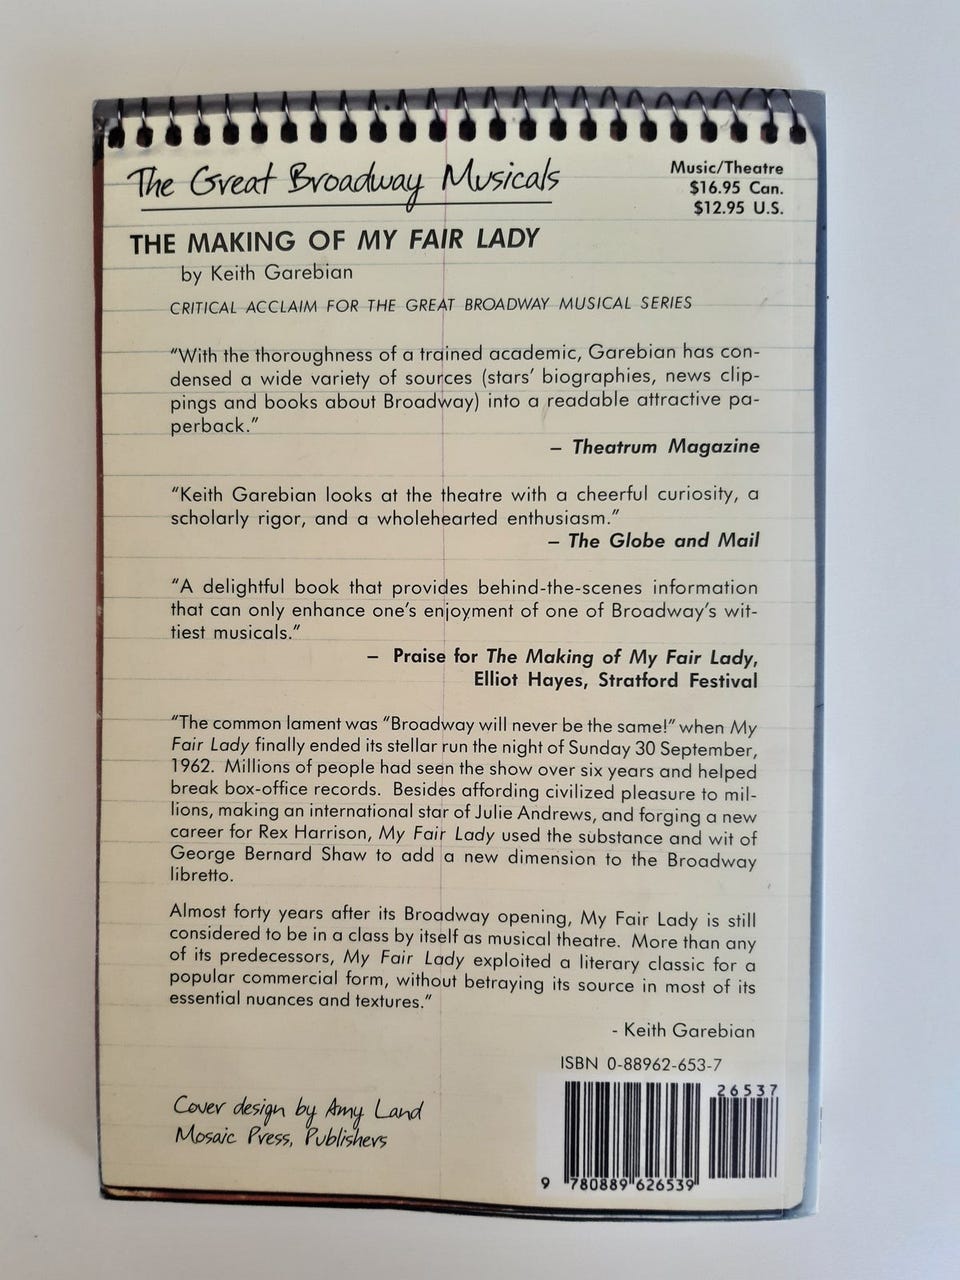 The Great Broadway Musicals
Music/Theatre
$16.95 Can.
$12.95 U.S.
THE MAKING OF MY FAIR LADY
by Keith Garebian
CRITICAL ACCLAIM FOR THE GREAT BROADWAY MUSICAL SERIES
“With the thoroughness of a trained academic, Garebian has con-
densed a wide variety of sources (stars’ biographies, news clip-
pings and books about Broadway) into a readable attractive pa-
perback.”
– Theatrum Magazine
“Keith Garebian looks at the theatre with a cheerful curiosity, a
scholarly rigor, and a wholehearted enthusiasm.”
– The Globe and Mail
“A delightful book that provides behind-the-scenes information
that can only enhance one’s enjoyment of one of Broadway’s wit-
tiest musicals.”
– Praise for The Making of My Fair Lady,
Elliot Hayes, Stratford Festival
“The common lament was “Broadway will never be the same!” when My
Fair Lady finally ended its stellar run the night of Sunday 30 September,
1962. Millions of people had seen the show over six years and helped
break box-office records. Besides affording civilized pleasure to mil-
lions, making an international star of Julie Andrews, and forging a new
career for Rex Harrison, My Fair Lady used the substance and wit of
George Bernard Shaw to add a new dimension to the Broadway
libretto.
Almost forty years after its Broadway opening, My Fair Lady is still
considered to be in a class by itself as musical theatre. More than any
of its predecessors, My Fair Lady exploited a literary classic for a
popular commercial form, without betraying its source in most of its
essential nuances and textures.”
- Keith Garebian
ISBN 0-88962-653-7
26537
9 780889 626539
Cover design by Amy Land
Mosaic Press, Publishers